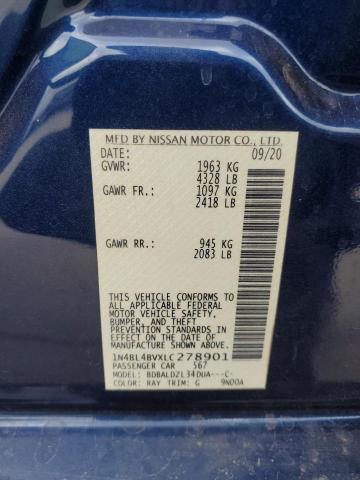 MFD BY NISSAN MOTOR CO., LTD.
DATE: 09/20
GVWR: 1963 KG
4328 LB
GAWR FR.: 1097 KG
2418 LB
GAWR RR.: 945 KG
2083 LB
THIS VEHICLE CONFORMS TO ALL
APPLICABLE FEDERAL
MOTOR VEHICLE SAFETY,
BUMPER, AND THEFT
PREVENTION STANDARDS IN
EFFECT ON THE DATE OF
MANUFACTURE SHOWN ABOVE.
1N4BL4BVXLC278901
PASSENGER CAR 567
MODEL: BDBALDZL34DUA---C-
COLOR: RAY TRIM: G 9N00A